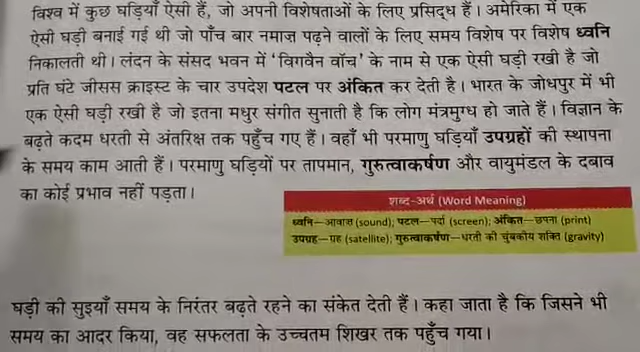 विश्व में कुछ घड़ियाँ ऐसी हैं, जो अपनी विशेषताओं के लिए प्रसिद्ध हैं। अमेरिका में एक
ऐसी घड़ी बनाई गई थी जो पाँच बार नमाज़ पढ़ने वालों के लिए समय विशेष पर विशेष ध्वनि
निकालती थी। लंदन के संसद भवन में ‘विगवैन वॉच’ के नाम से एक ऐसी घड़ी रखी है जो
प्रति घंटे जीसस क्राइस्ट के चार उपदेश पटल पर अंकित कर देती है। भारत के जोधपुर में भी
एक ऐसी घड़ी रखी है जो इतना मधुर संगीत सुनाती है कि लोग मंत्रमुग्ध हो जाते हैं। विज्ञान के
बढ़ते कदम धरती से अंतरिक्ष तक पहुँच गए हैं। वहाँ भी परमाणु घड़ियाँ उपग्रहों की स्थापना
के समय काम आती हैं। परमाणु घड़ियों पर तापमान, गुरुत्वाकर्षण और वायुमंडल के दबाव
का कोई प्रभाव नहीं पड़ता।
शब्द-अर्थ (Word Meaning)
ध्वनि—आवाज़ (sound); पटल—पर्दा (screen); अंकित—छपना (print)
उपग्रह—ग्रह (satellite); गुरुत्वाकर्षण—धरती की चुंबकीय शक्ति (gravity)
घड़ी की सुइयाँ समय के निरंतर बढ़ते रहने का संकेत देती हैं। कहा जाता है कि जिसने भी
समय का आदर किया, वह सफलता के उच्चतम शिखर तक पहुँच गया।